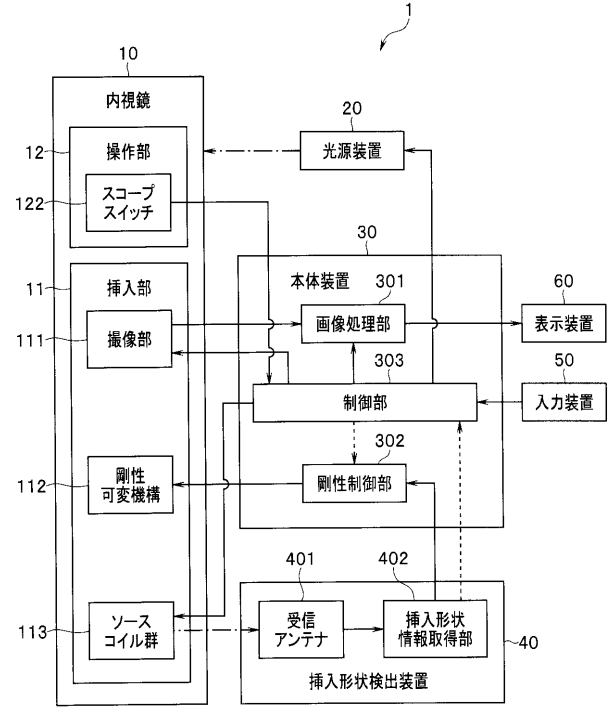 1
10
内視鏡
12
操作部
122
スコープ
スイッチ
20
光源装置
11
挿入部
111
撮像部
30
本体装置
301
画像処理部
60
表示装置
303
制御部
50
入力装置
112
剛性
可変機構
302
剛性制御部
113
ソース
コイル群
401
受信
アンテナ
402
挿入形状
情報取得部
40
挿入形状検出装置